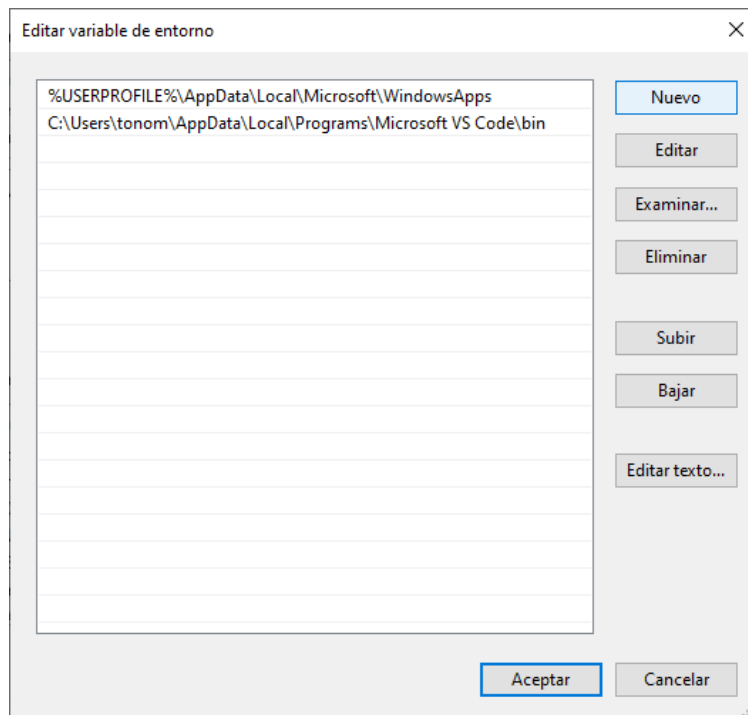 Editar variable de entorno
%USERPROFILE%\AppData\Local\Microsoft\WindowsApps
C:\Users\tonom\AppData\Local\Programs\Microsoft VS Code\bin
Nuevo
Editar
Examinar...
Eliminar
Subir
Bajar
Editar texto...
Aceptar
Cancelar